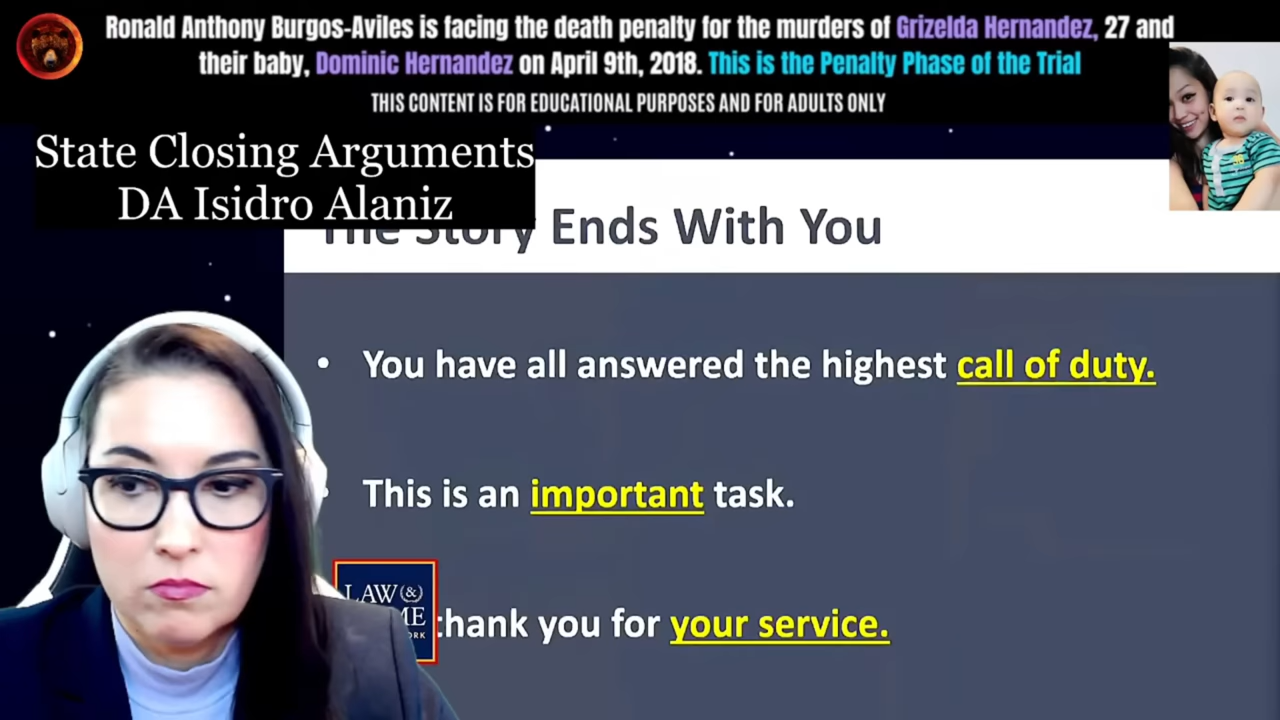 Ronald Anthony Burgos-Aviles is facing the death penalty for the murders of Grizelda Hernandez, 27 and
their baby, Dominic Hernandez on April 9th, 2018. This is the Penalty Phase of the Trial
THIS CONTENT IS FOR EDUCATIONAL PURPOSES AND FOR ADULTS ONLY
State Closing Arguments
DA Isidro Alaniz
The Story Ends With You
• You have all answered the highest call of duty.
This is an important task.
thank you for your service.
LAW &